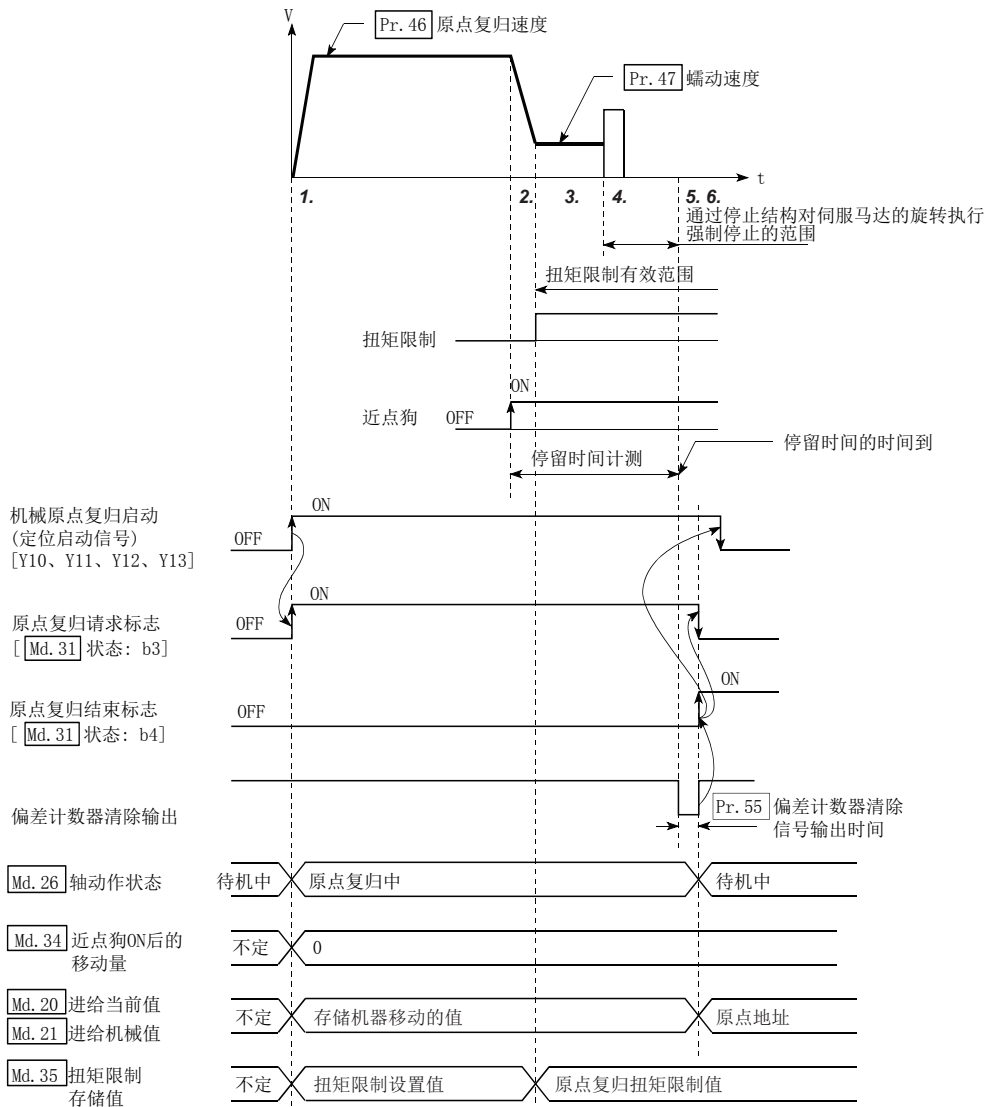 V
Pr.46 原点复归速度
Pr.47 蠕动速度
t
1.
2.
3.
4.
5. 6.
通过停止结构对伺服马达的旋转执行
强制停止的范围
扭矩限制有效范围
扭矩限制
ON
近点狗 OFF
停留时间计测
停留时间的时间到
机械原点复归启动
(定位启动信号)
[Y10、Y11、Y12、Y13]
OFF
ON
原点复归请求标志
[ Md.31 状态: b3]
OFF
ON
原点复归结束标志
[ Md.31 状态: b4]
OFF
ON
偏差计数器清除输出
Pr.55 偏差计数器清除
信号输出时间
Md.26 轴动作状态 待机中 原点复归中 待机中
Md.34 近点狗ON后的
移动量
不定 0
Md.20 进给当前值
Md.21 进给机械值
不定 存储机器移动的值 原点地址
Md.35 扭矩限制
存储值
不定 扭矩限制设置值 原点复归扭矩限制值